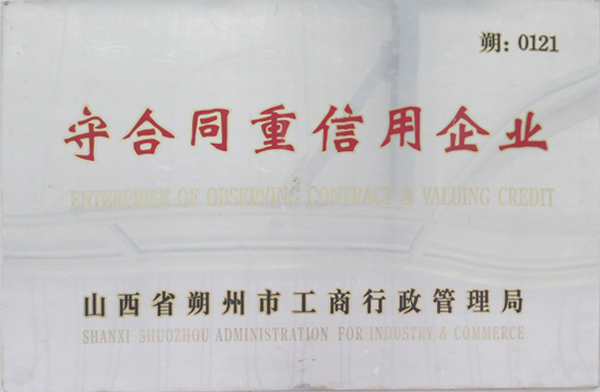 朔：0121
守合同重信用企业
ENTERPRISE OF OBSERVING CONTRACT & VALUING CREDIT
山西省朔州市工商行政管理局
SHANXI SHUOZHOU ADMINISTRATION FOR INDUSTRY & COMMERCE